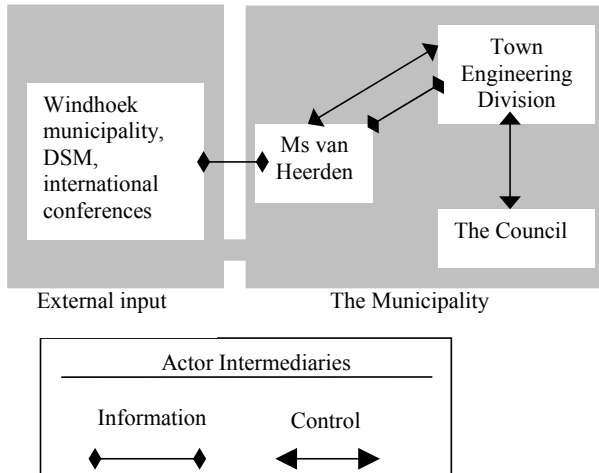 Windhoek
municipality,
DSM,
international
conferences
Ms van
Heerden
Town
Engineering
Division
The Council
External input
The Municipality
Actor Intermediaries
Information
Control